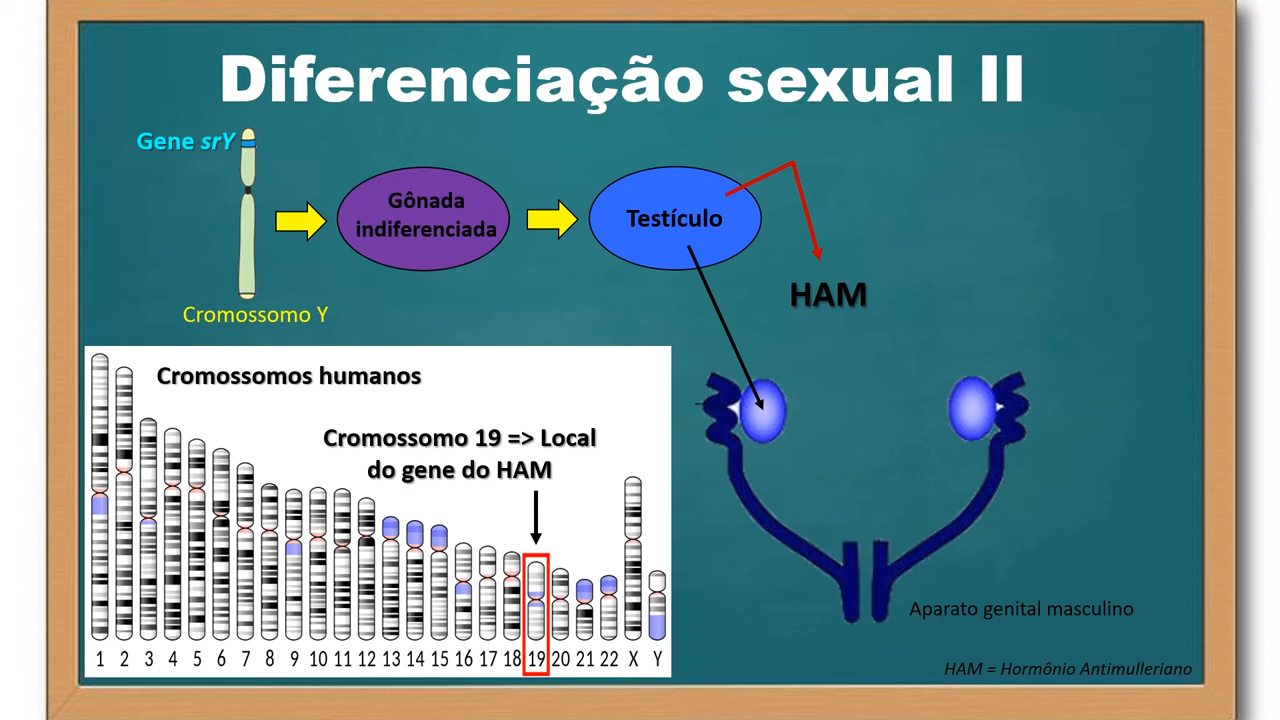 Diferenciação sexual II
Gene srY
Gônada
indiferenciada
Testículo
HAM
Cromossomo Y
Cromossomos humanos
Cromossomo 19 => Local
do gene do HAM
1 2 3 4 5 6 7 8 9 10 11 12 13 14 15 16 17 18 19 20 21 22 X Y
Aparato genital masculino
HAM = Hormônio Antimulleriano